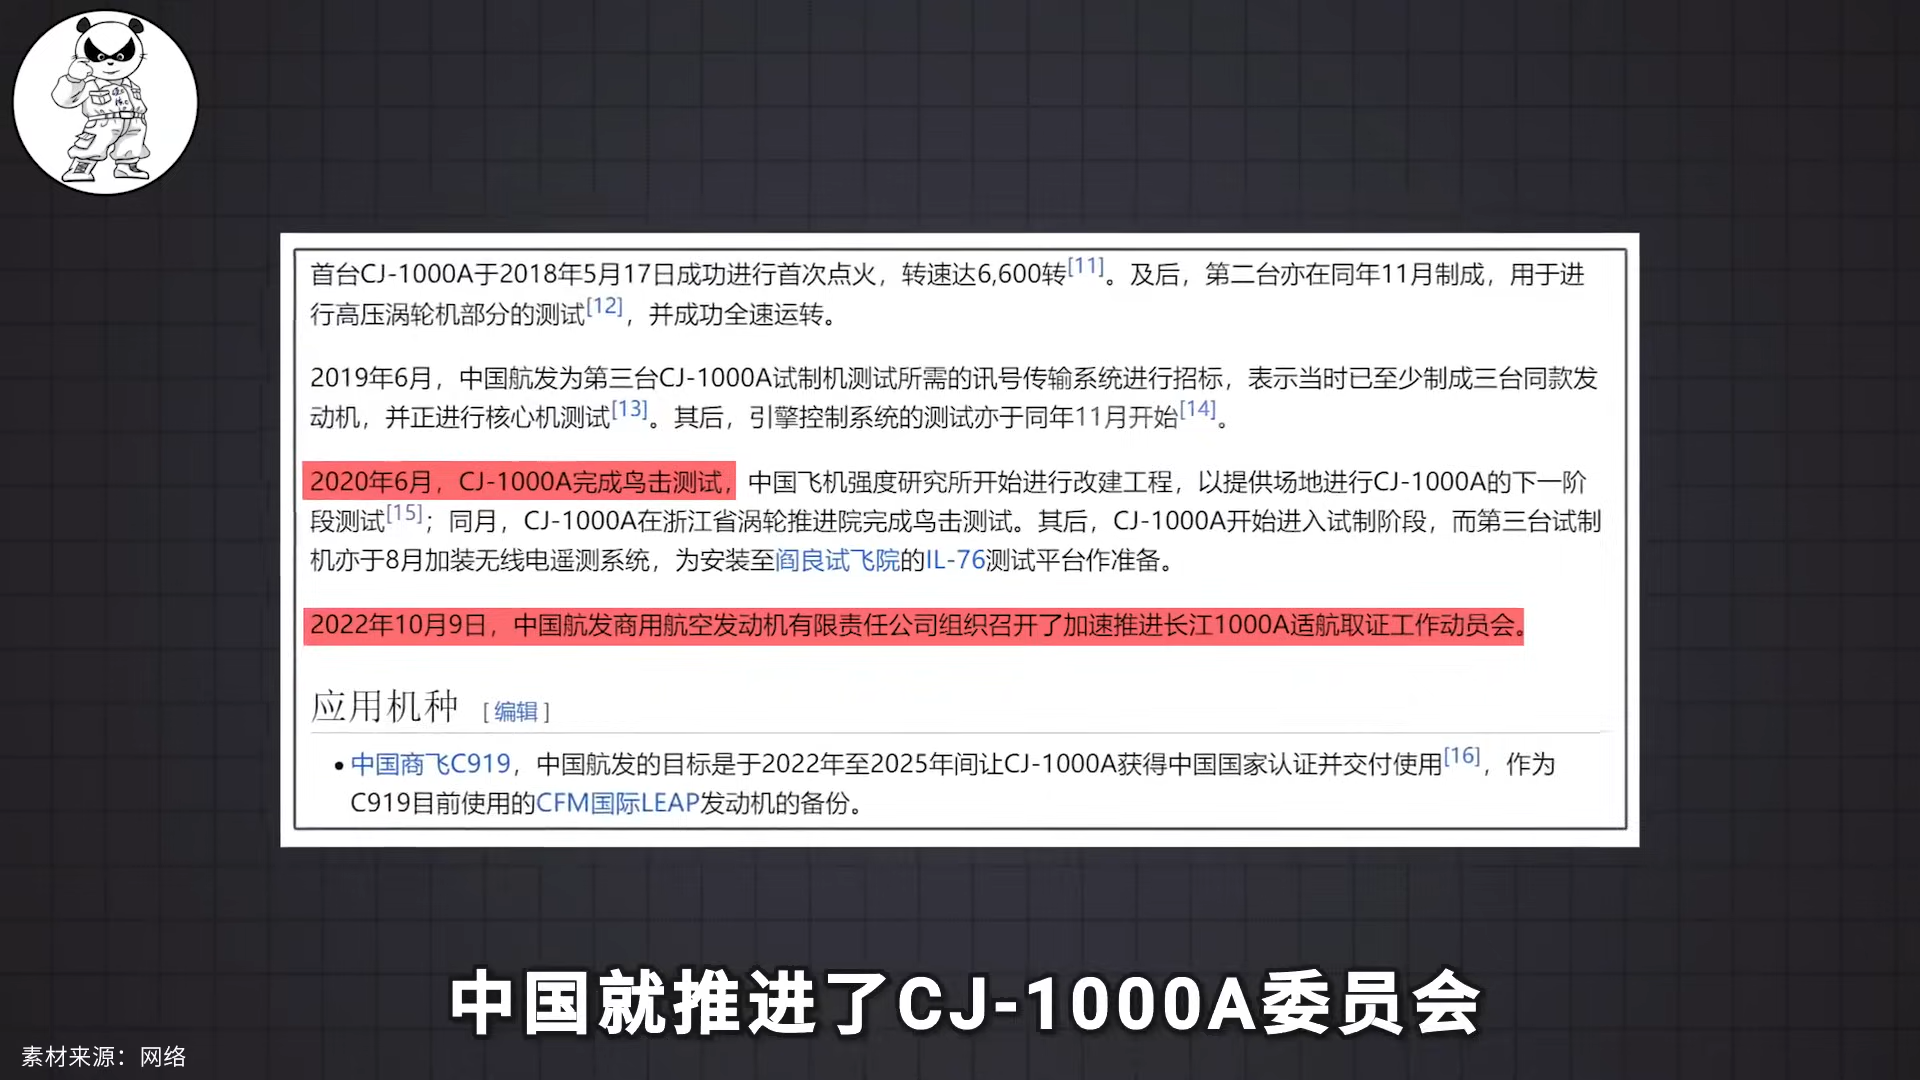 首台CJ-1000A于2018年5月17日成功进行首次点火，转速达6,600转[11]。及后，第二台亦在同年11月制成，用于进
行高压涡轮机部分的测试[12]，并成功全速运转。
2019年6月，中国航发为第三台CJ-1000A试制机测试所需的讯号传输系统进行招标，表示当时已至少制成三台同款发
动机，并正进行核心机测试[13]。其后，引擎控制系统的测试亦于同年11月开始[14]。
2020年6月，CJ-1000A完成鸟击测试，中国飞机强度研究所开始进行改建工程，以提供场地进行CJ-1000A的下一阶
段测试[15]；同月，CJ-1000A在浙江省涡轮推进院完成鸟击测试。其后，CJ-1000A开始进入试制阶段，而第三台试制
机亦于8月加装无线电遥测系统，为安装至阎良试飞院的IL-76测试平台作准备。
2022年10月9日，中国航发商用航空发动机有限责任公司组织召开了加速推进长江1000A适航取证工作动员会。
应用机种 [编辑]
• 中国商飞C919，中国航发的目标是于2022年至2025年间让CJ-1000A获得中国国家认证并交付使用[16]，作为
C919目前使用的CFM国际LEAP发动机的备份。
中国就推进了CJ-1000A委员会
素材来源：网络